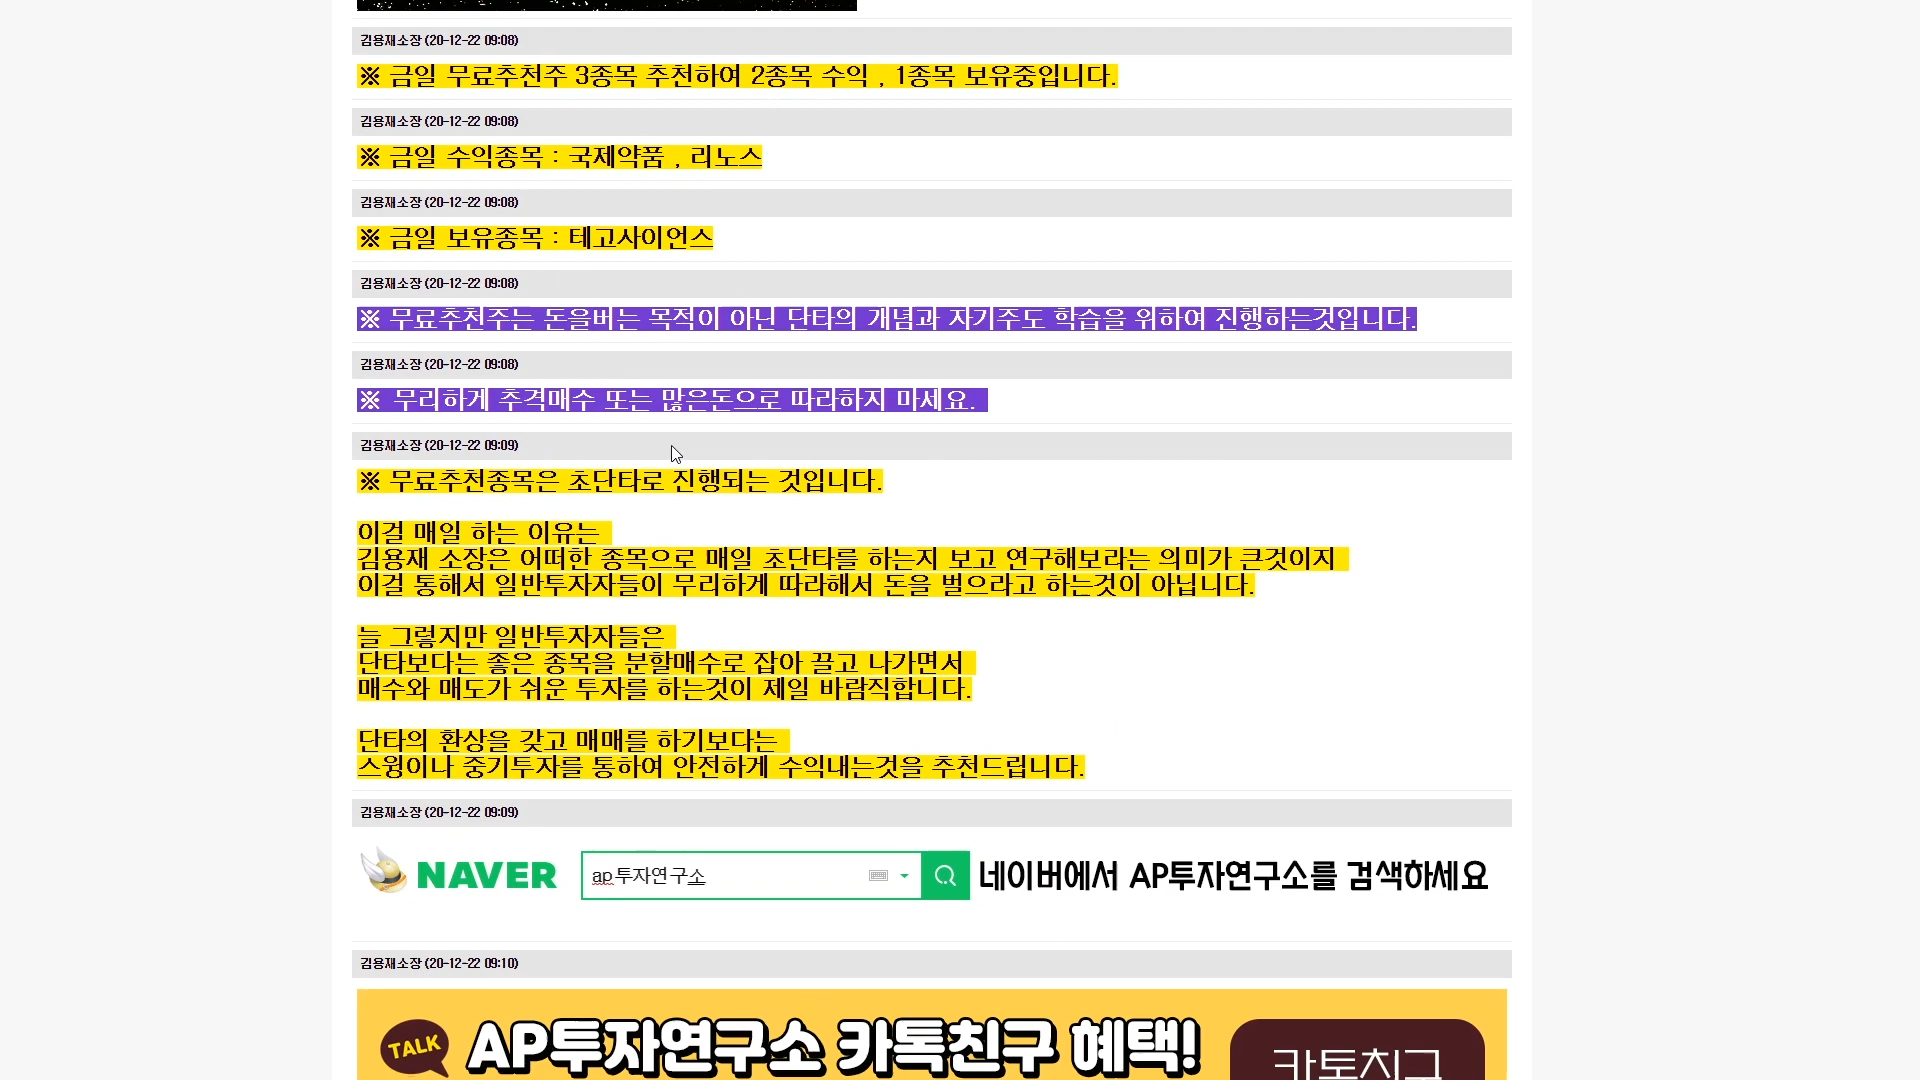 김용재소장 (20-12-22 09:08)
※ 금일 무료추천주 3종목 추천하여 2종목 수익 , 1종목 보유중입니다.
김용재소장 (20-12-22 09:08)
※ 금일 수익종목 : 국제약품 , 리노스
김용재소장 (20-12-22 09:08)
※ 금일 보유종목 : 테고사이언스
김용재소장 (20-12-22 09:08)
※ 무료추천주는 돈을버는 목적이 아닌 단타의 개념과 자기주도 학습을 위하여 진행하는것입니다.
김용재소장 (20-12-22 09:08)
※ 무리하게 추격매수 또는 많은돈으로 따라하지 마세요.
김용재소장 (20-12-22 09:09)
※ 무료추천종목은 초단타로 진행되는 것입니다.
이걸 매일 하는 이유는
김용재 소장은 어떠한 종목으로 매일 초단타를 하는지 보고 연구해보라는 의미가 큰것이지
이걸 통해서 일반투자자들이 무리하게 따라해서 돈을 벌으라고 하는것이 아닙니다.
늘 그렇지만 일반투자자들은
단타보다는 좋은 종목을 분할매수로 잡아 끌고 나가면서
매수와 매도가 쉬운 투자를 하는것이 제일 바람직합니다.
단타의 환상을 갖고 매매를 하기보다는
스윙이나 중기투자를 통하여 안전하게 수익내는것을 추천드립니다.
김용재소장 (20-12-22 09:09)
NAVER ap투자연구소 네이버에서 AP투자연구소를 검색하세요
김용재소장 (20-12-22 09:10)
TALK AP투자연구소 카톡친구 혜택! 카톡친구